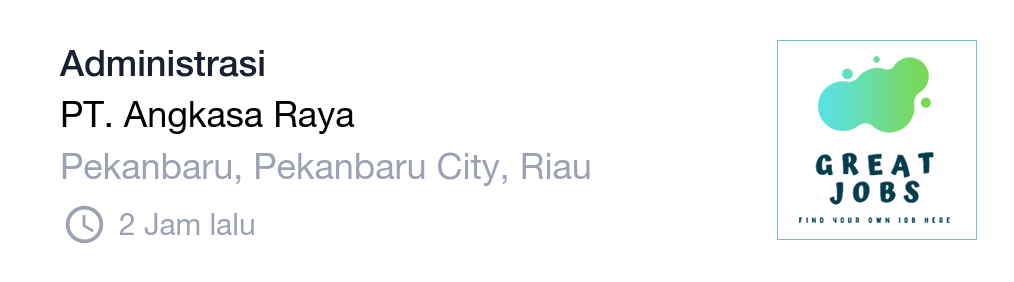 Administrasi
PT. Angkasa Raya
Pekanbaru, Pekanbaru City, Riau
2 Jam lalu
GREAT
JOBS
FIND YOUR OWN JOB HERE